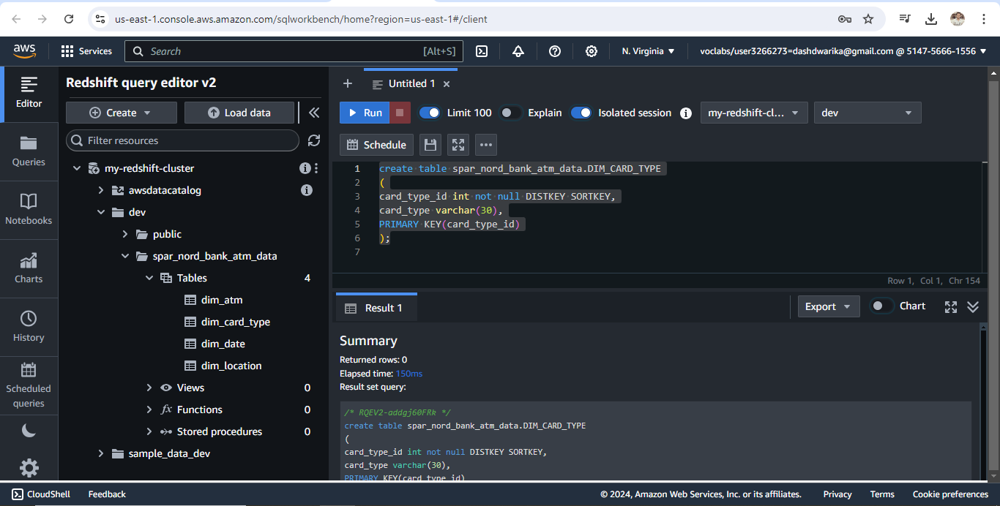 us-east-1.console.aws.amazon.com/sqlworkbench/home?region=us-east-1#/client
aws
Services
Search
[Alt+S]
N. Virginia
voclabs/user3266273=dashdwarika@gmail.com @ 5147-5666-1556
Editor
Queries
Notebooks
Charts
History
Scheduled
queries
Redshift query editor v2
Create
Load data
Filter resources
my-redshift-cluster
awsdatacatalog
dev
public
spar_nord_bank_atm_data
Tables 4
dim_atm
dim_card_type
dim_date
dim_location
Views 0
fx Functions 0
Stored procedures 0
sample_data_dev
Untitled 1
Run
Limit 100
Explain
Isolated session
my-redshift-cl...
dev
Schedule
1 create table spar_nord_bank_atm_data.DIM_CARD_TYPE
2 (
3 card_type_id int not null DISTKEY SORTKEY,
4 card_type varchar(30),
5 PRIMARY KEY(card_type_id)
6 );
7
Row 1, Col 1, Chr 154
Result 1
Export
Chart
Summary
Returned rows: 0
Elapsed time: 150ms
Result set query:
/* RQEV2-addgj60FRk */
create table spar_nord_bank_atm_data.DIM_CARD_TYPE
(
card_type_id int not null DISTKEY SORTKEY,
card_type varchar(30),
PRIMARY KEY(card_type_id)
CloudShell
Feedback
© 2024, Amazon Web Services, Inc. or its affiliates.
Privacy
Terms
Cookie preferences